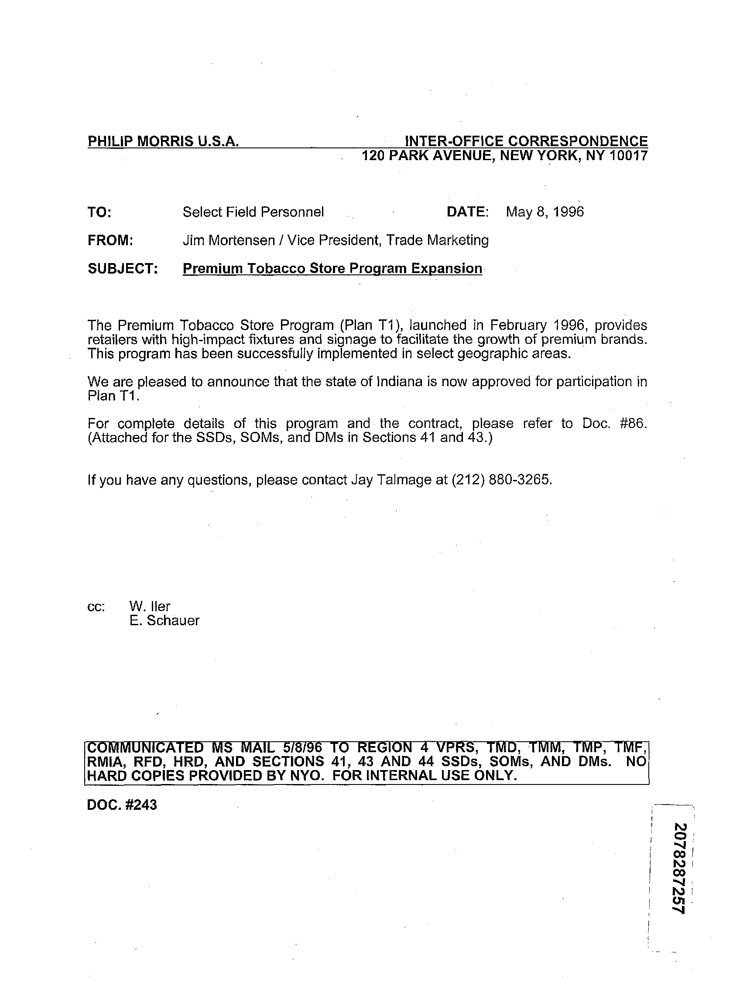 PHILIP MORRIS U.S.A. INTER-OFFICE CORRESPONDENCE
120 PARK AVENUE, NEW YORK, NY 10017
TO: Select Field Personnel DATE: May 8, 1996
FROM: Jim Mortensen / Vice President, Trade Marketing
SUBJECT: Premium Tobacco Store Program Expansion
The Premium Tobacco Store Program (Plan T1), launched in February 1996, provides
retailers with high-impact fixtures and signage to facilitate the growth of premium brands.
This program has been successfully implemented in select geographic areas.
We are pleased to announce that the state of Indiana is now approved for participation in
Plan T1.
For complete details of this program and the contract, please refer to Doc. #86.
(Attached for the SSDs, SOMs, and DMs in Sections 41 and 43.)
If you have any questions, please contact Jay Talmage at (212) 880-3265.
cc: W. Iler
E. Schauer
COMMUNICATED MS MAIL 5/8/96 TO REGION 4 VPRS, TMD, TMM, TMP, TMF,
RMIA, RFD, HRD, AND SECTIONS 41, 43 AND 44 SSDs, SOMs, AND DMs. NO
HARD COPIES PROVIDED BY NYO. FOR INTERNAL USE ONLY.
DOC. #243
2078287257